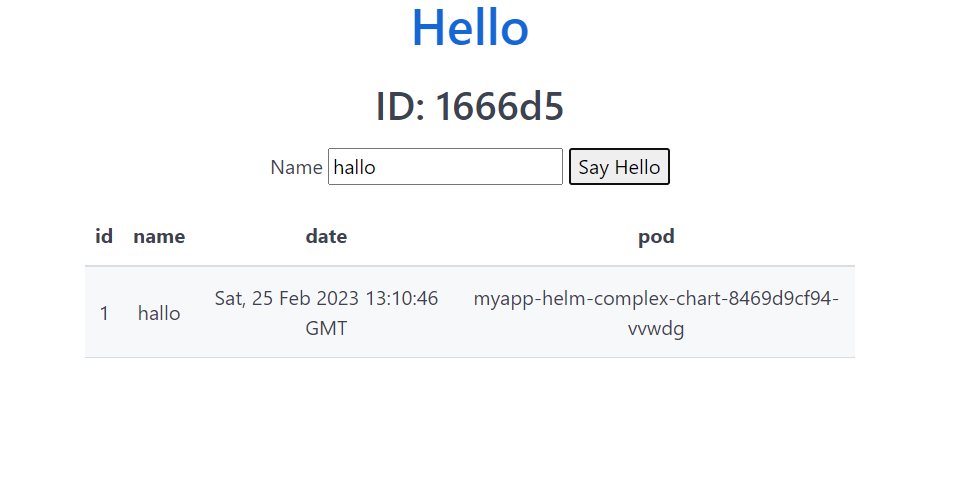 Hello
ID: 1666d5
Name hallo Say Hello
id name date pod
1 hallo Sat, 25 Feb 2023 13:10:46 GMT myapp-helm-complex-chart-8469d9cf94-vvwdg